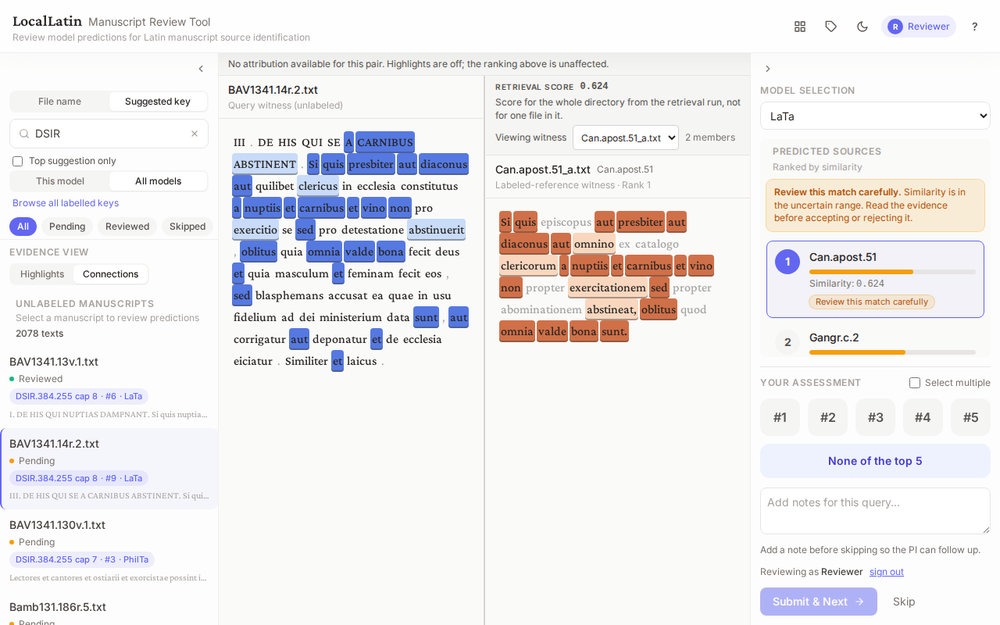 LocalLatin Manuscript Review Tool
Review model predictions for Latin manuscript source identification
R Reviewer ?
File name Suggested key
DSIR
Top suggestion only
This model All models
Browse all labelled keys
All Pending Reviewed Skipped
EVIDENCE VIEW
Highlights Connections
UNLABELED MANUSCRIPTS
Select a manuscript to review predictions
2078 texts
BAV1341.13v.1.txt
Reviewed
DSIR.384.255 cap 8 · #6 · LaTa
I. DE HIS QUI NUPTIAS DAMPNANT. Si quis nuptia…
BAV1341.14r.2.txt
Pending
DSIR.384.255 cap 8 · #9 · LaTa
III. DE HIS QUI SE A CARNIBUS ABSTINENT. Si qui…
BAV1341.130v.1.txt
Pending
DSIR.384.255 cap 7 · #3 · PhilTa
Lectores et cantores et ostiarii et exorcistae possint i…
Bamb131.186r.5.txt
Pending
No attribution available for this pair. Highlights are off; the ranking above is unaffected.
BAV1341.14r.2.txt
Query witness (unlabeled)
III . DE HIS QUI SE A CARNIBUS
ABSTINENT . Si quis presbiter aut diaconus
aut quilibet clericus in ecclesia constitutus
a nuptiis et carnibus et vino non pro
exercitio se sed pro detestatione abstinuerit
, oblitus quia omnia valde bona fecit deus
et quia masculum et feminam fecit eos ,
sed blasphemans accusat ea quae in usu
fidelium ad dei ministerium data sunt , aut
corrigatur aut deponatur et de ecclesia
eiciatur . Similiter et laicus .
RETRIEVAL SCORE 0.624
Score for the whole directory from the retrieval run, not
for one file in it.
Viewing witness Can.apost.51_a.txt 2 members
Can.apost.51_a.txt Can.apost.51
Labeled-reference witness · Rank 1
Si quis episcopus aut presbiter aut
diaconus aut omnino ex catalogo
clericorum a nuptiis et carnibus et vino
non propter exercitationem sed propter
abominationem abstineat, oblitus quod
omnia valde bona sunt.
MODEL SELECTION
LaTa
PREDICTED SOURCES
Ranked by similarity
Review this match carefully. Similarity is in
the uncertain range. Read the evidence
before accepting or rejecting it.
1 Can.apost.51
Similarity: 0.624
Review this match carefully
2 Gangr.c.2
YOUR ASSESSMENT Select multiple
#1 #2 #3 #4 #5
None of the top 5
Add notes for this query...
Add a note before skipping so the PI can follow up.
Reviewing as Reviewer sign out
Submit & Next → Skip